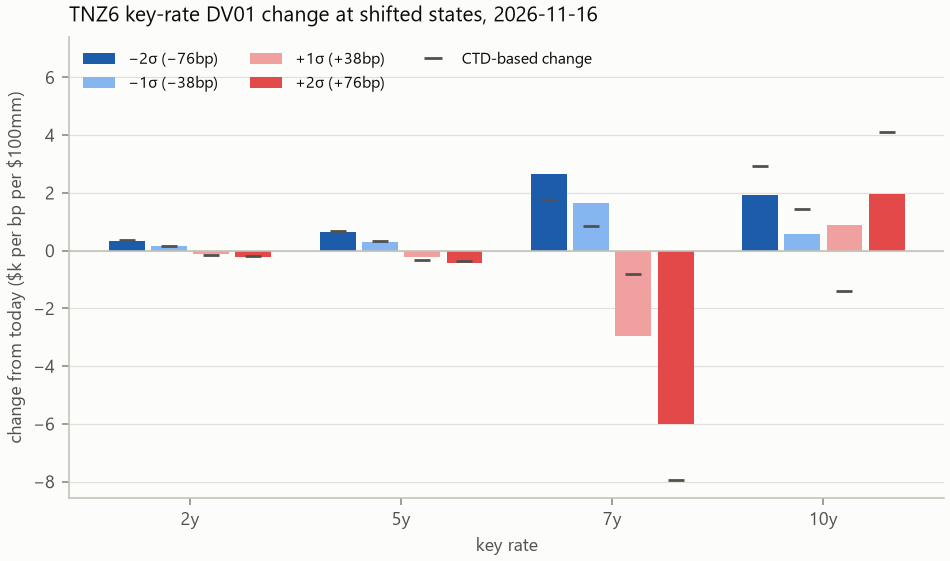 TNZ6 key-rate DV01 change at shifted states, 2026-11-16
−2σ (−76bp)
+1σ (+38bp)
CTD-based change
−1σ (−38bp)
+2σ (+76bp)
change from today ($k per bp per $100mm)
6
4
2
0
−2
−4
−6
−8
2y
5y
7y
10y
key rate